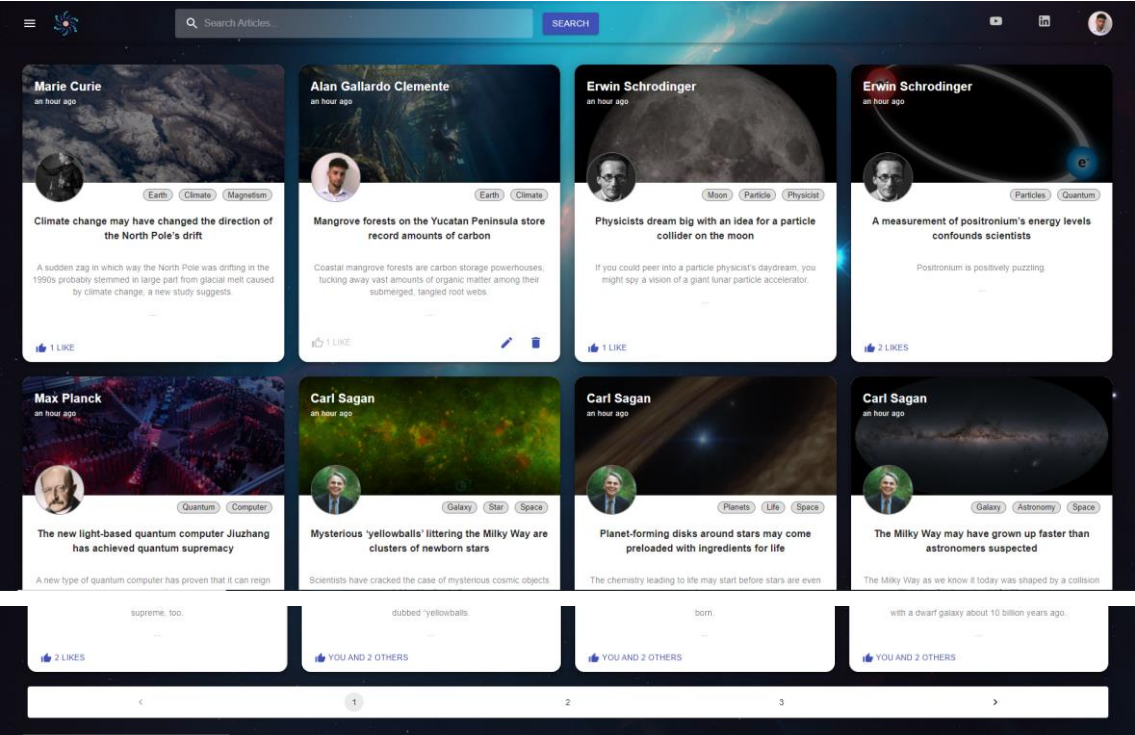 Search Articles...
SEARCH
Marie Curie
an hour ago
Earth Climate Magnetism
Climate change may have changed the direction of
the North Pole's drift
A sudden zag in which way the North Pole was drifting in the
1990s probably stemmed in large part from glacial melt caused
by climate change, a new study suggests.
...
1 LIKE
Alan Gallardo Clemente
an hour ago
Earth Climate
Mangrove forests on the Yucatan Peninsula store
record amounts of carbon
Coastal mangrove forests are carbon storage powerhouses,
tucking away vast amounts of organic matter among their
submerged, tangled root webs.
...
1 LIKE
Erwin Schrodinger
an hour ago
Moon Particle Physicist
Physicists dream big with an idea for a particle
collider on the moon
If you could peer into a particle physicist's daydream, you
might spy a vision of a giant lunar particle accelerator.
...
1 LIKE
Erwin Schrodinger
an hour ago
e⁻
Particles Quantum
A measurement of positronium's energy levels
confounds scientists
Positronium is positively puzzling.
...
2 LIKES
Max Planck
an hour ago
Quantum Computer
The new light-based quantum computer Jiuzhang
has achieved quantum supremacy
A new type of quantum computer has proven that it can reign
supreme, too.
...
2 LIKES
Carl Sagan
an hour ago
Galaxy Star Space
Mysterious ‘yellowballs’ littering the Milky Way are
clusters of newborn stars
Scientists have cracked the case of mysterious cosmic objects
dubbed “yellowballs.
...
YOU AND 2 OTHERS
Carl Sagan
an hour ago
Planets Life Space
Planet-forming disks around stars may come
preloaded with ingredients for life
The chemistry leading to life may start before stars are even
born.
...
YOU AND 2 OTHERS
Carl Sagan
an hour ago
Galaxy Astronomy Space
The Milky Way may have grown up faster than
astronomers suspected
The Milky Way as we know it today was shaped by a collision
with a dwarf galaxy about 10 billion years ago.
...
YOU AND 2 OTHERS
< 1 2 3 >